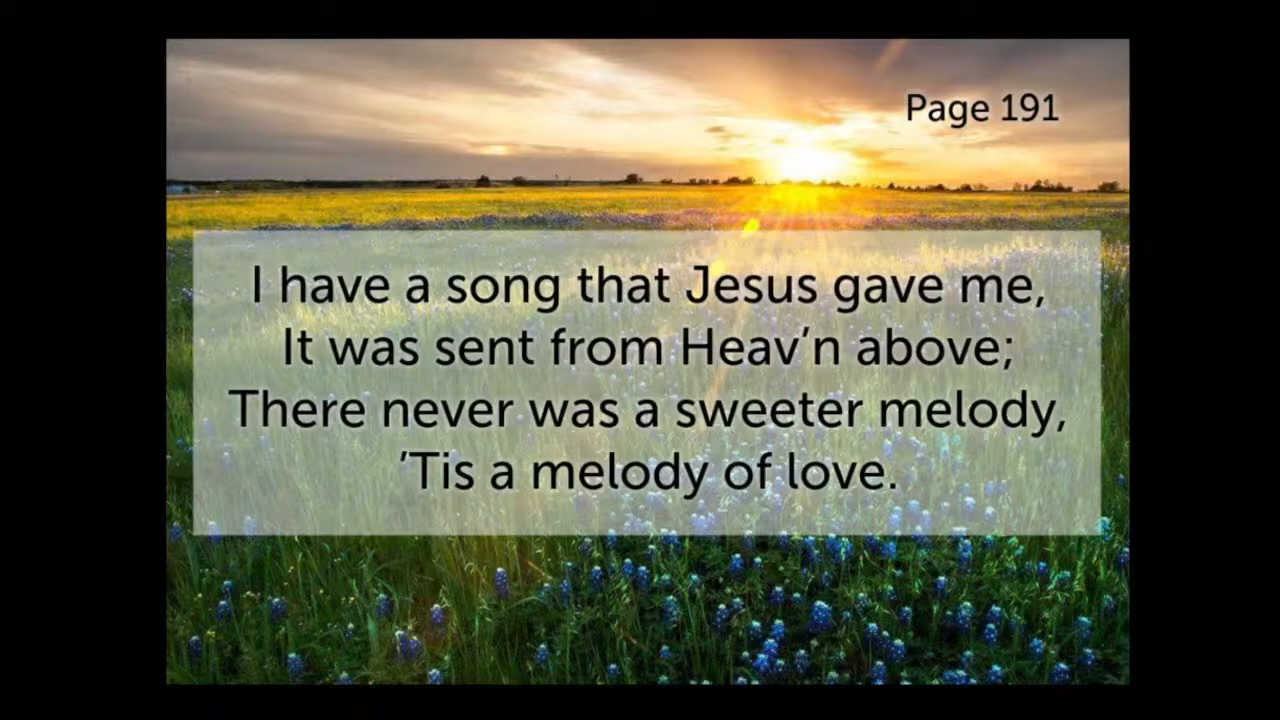 Page 191
I have a song that Jesus gave me,
It was sent from Heav’n above;
There never was a sweeter melody,
’Tis a melody of love.